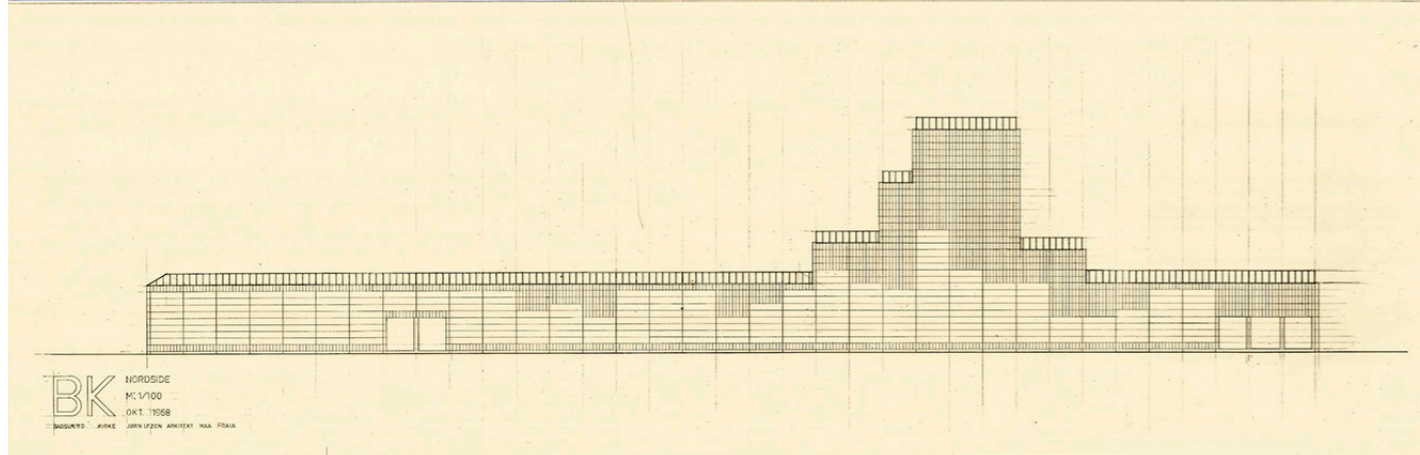 BK
NORDSIDE
M: 1/100
OKT. 1968
BAGSVÆRD KIRKE JØRN UTZON ARKITEKT MAA FRAIA